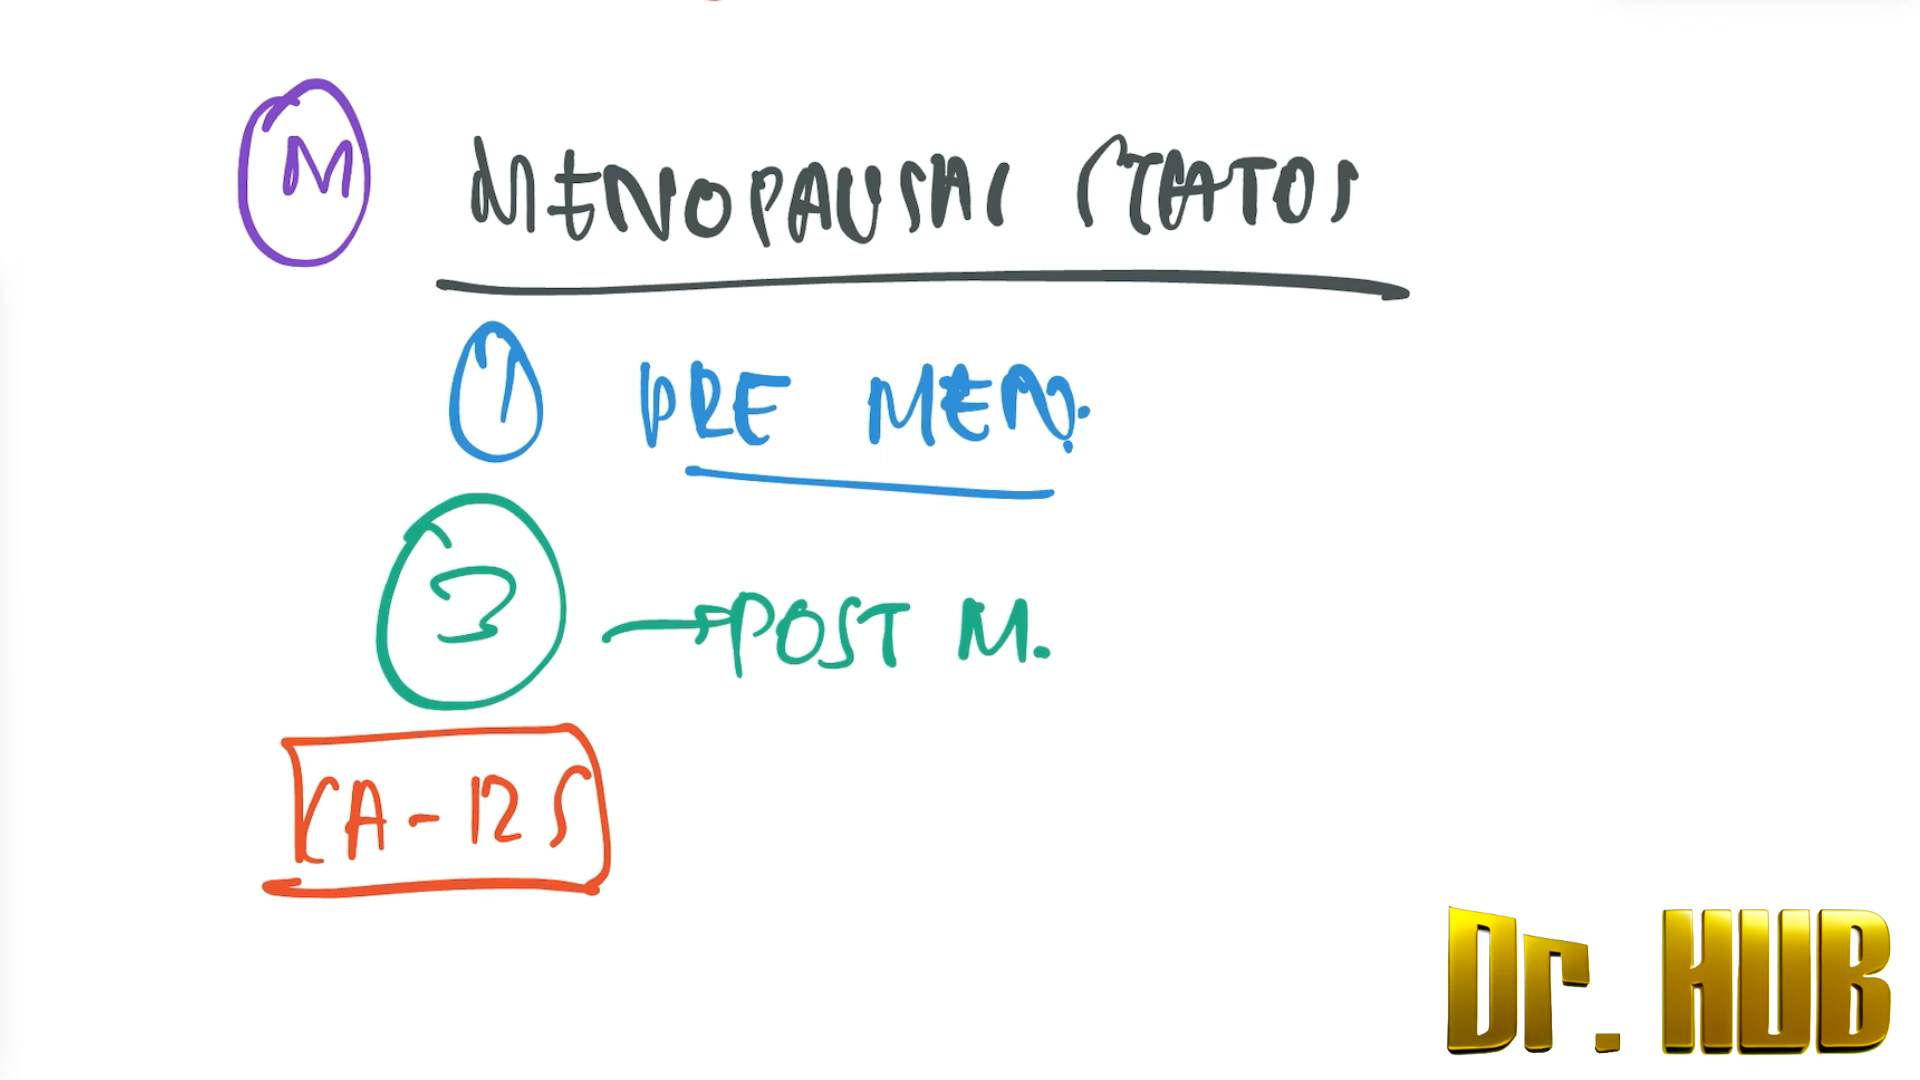 M MENOPAUSAL STATUS
1 PRE MEN.
3 → POST M.
CA-125
Dr. HUB